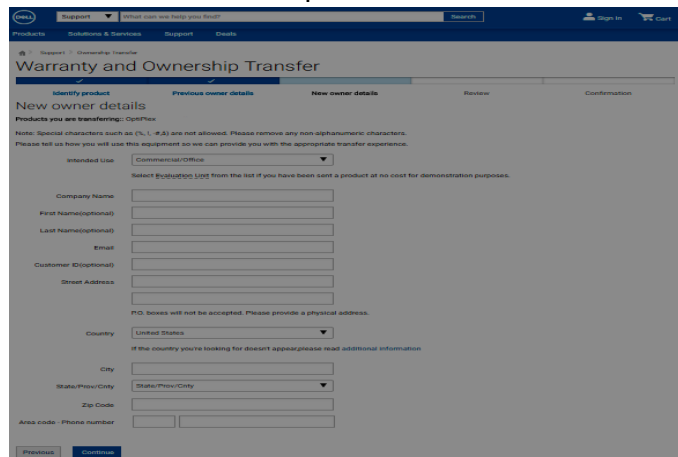 DELL
Support What can we help you find? Search Sign In Cart
Products Solutions & Services Support Deals
Support Ownership Transfer
Warranty and Ownership Transfer
Identify product Previous owner details New owner details Review Confirmation
New owner details
Products you are transferring:: OptiPlex
Note: Special characters such as (%, !, #,&) are not allowed. Please remove any non-alphanumeric characters.
Please tell us how you will use this equipment so we can provide you with the appropriate transfer experience.
Intended Use Commercial/Office
Select Evaluation Unit from the list if you have been sent a product at no cost for demonstration purposes.
Company Name
First Name(optional)
Last Name(optional)
Email
Customer ID(optional)
Street Address
P.O. boxes will not be accepted. Please provide a physical address.
Country United States
If the country you're looking for doesn't appear,please read additional information
City
State/Prov/Cnty State/Prov/Cnty
Zip Code
Area code - Phone number
Previous Continue